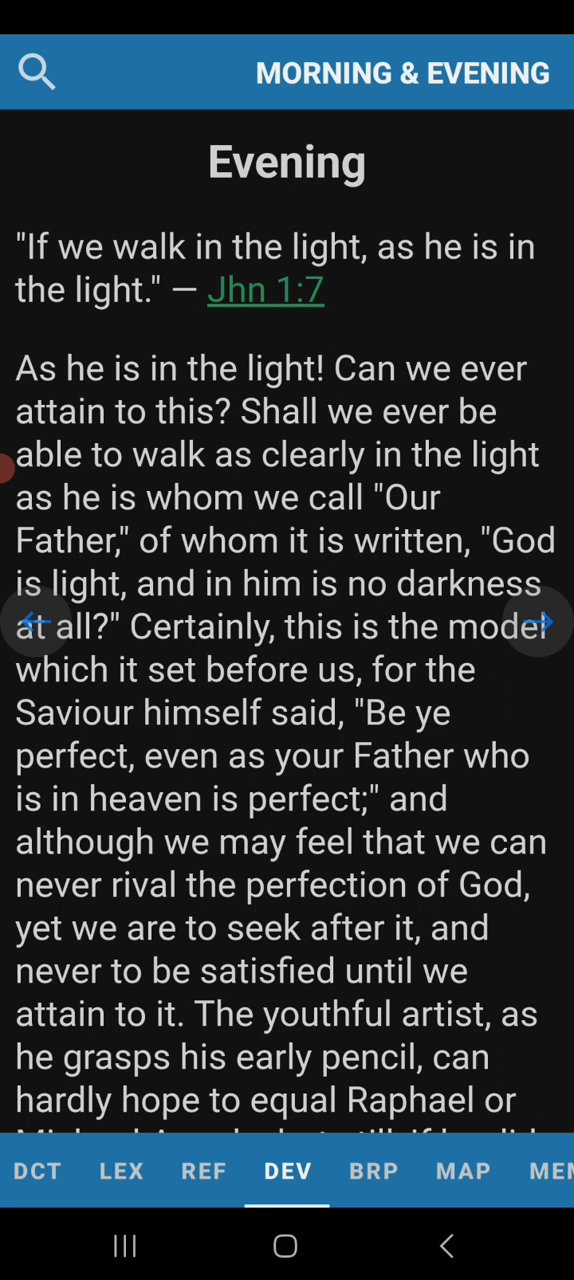 MORNING & EVENING
Evening
"If we walk in the light, as he is in
the light." — Jhn 1:7
As he is in the light! Can we ever
attain to this? Shall we ever be
able to walk as clearly in the light
as he is whom we call "Our
Father," of whom it is written, "God
is light, and in him is no darkness
at all?" Certainly, this is the model
which it set before us, for the
Saviour himself said, "Be ye
perfect, even as your Father who
is in heaven is perfect;" and
although we may feel that we can
never rival the perfection of God,
yet we are to seek after it, and
never to be satisfied until we
attain to it. The youthful artist, as
he grasps his early pencil, can
hardly hope to equal Raphael or
DCT LEX REF DEV BRP MAP